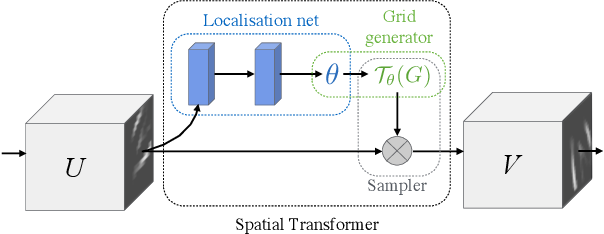 Localisation net
Grid
generator
θ
𝒯θ(G)
U
V
Sampler
Spatial Transformer